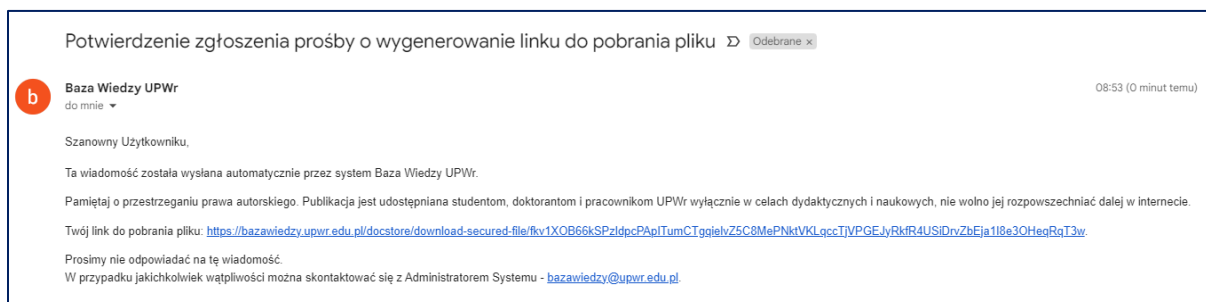 Potwierdzenie zgłoszenia prośby o wygenerowanie linku do pobrania pliku Odebrane ×
b
Baza Wiedzy UPWr
08:53 (0 minut temu)
do mnie
Szanowny Użytkowniku,
Ta wiadomość została wysłana automatycznie przez system Baza Wiedzy UPWr.
Pamiętaj o przestrzeganiu prawa autorskiego. Publikacja jest udostępniana studentom, doktorantom i pracownikom UPWr wyłącznie w celach dydaktycznych i naukowych, nie wolno jej rozpowszechniać dalej w internecie.
Twój link do pobrania pliku: https://bazawiedzy.upwr.edu.pl/docstore/download-secured-file/fkv1XOB66kSPzIdpcPApITumCTgqieIvZ5C8MePNktVKLqccTjVPGEJyRkfR4USiDrvZbEja1I8e3OHeqRqT3w.
Prosimy nie odpowiadać na tę wiadomość.
W przypadku jakichkolwiek wątpliwości można skontaktować się z Administratorem Systemu - bazawiedzy@upwr.edu.pl.